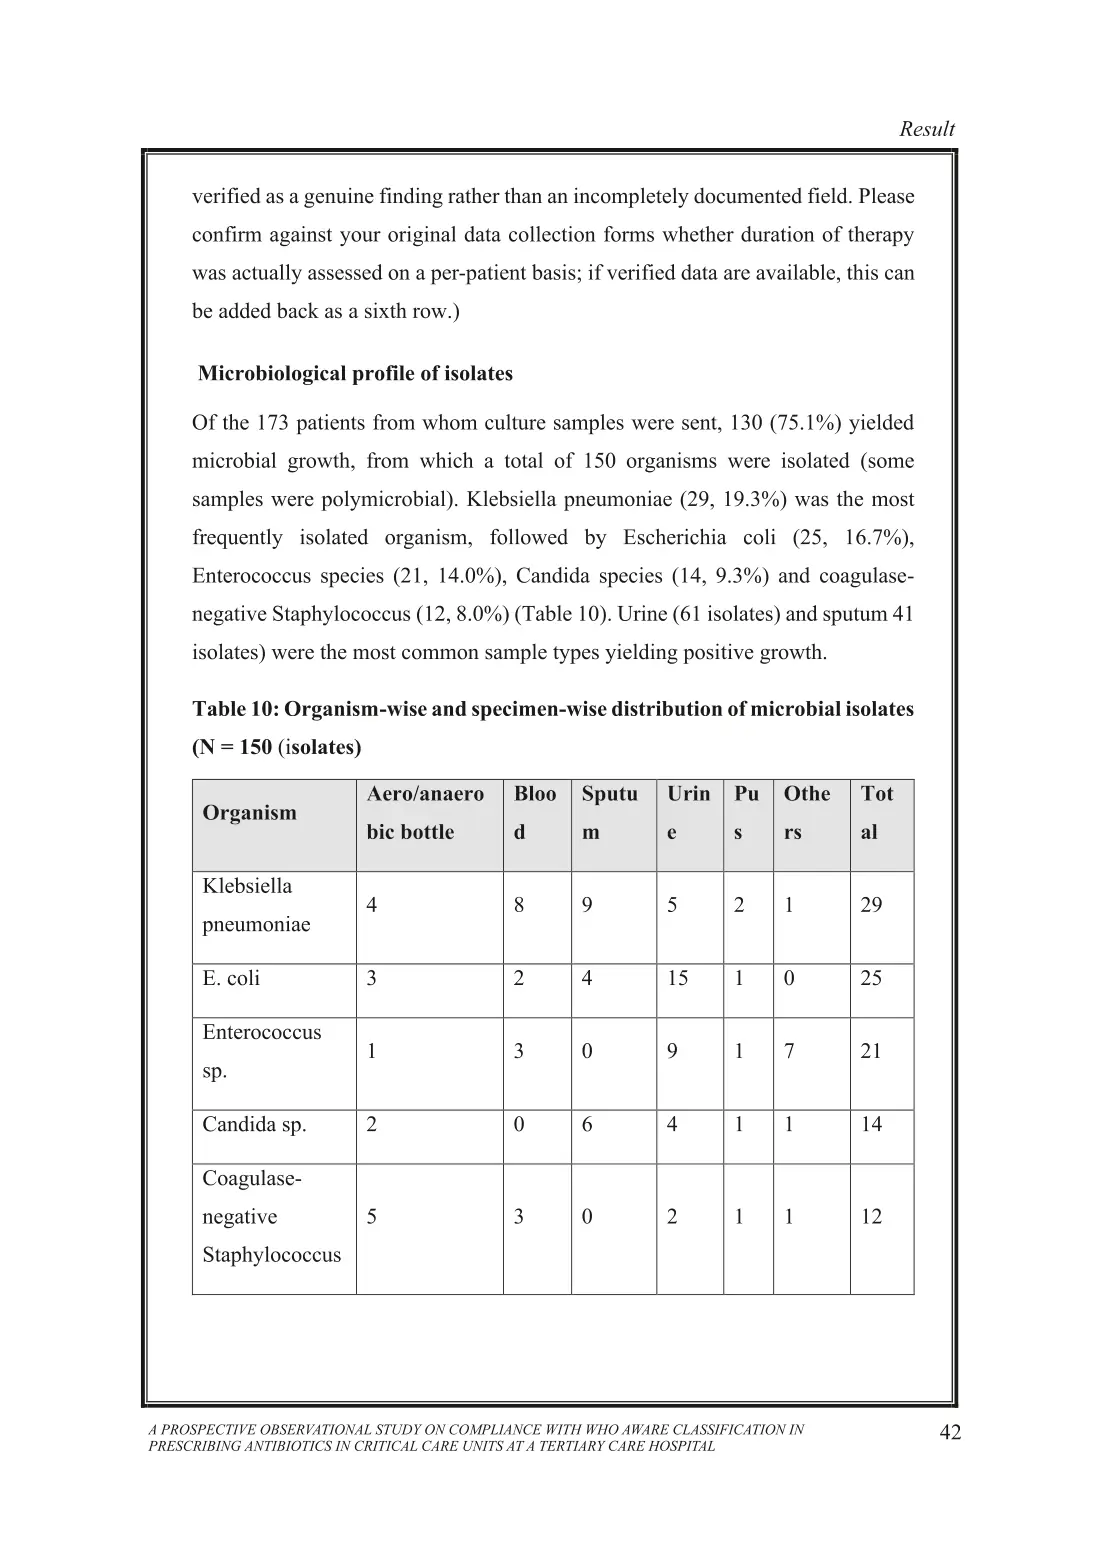 Result
verified as a genuine finding rather than an incompletely documented field. Please
confirm against your original data collection forms whether duration of therapy
was actually assessed on a per-patient basis; if verified data are available, this can
be added back as a sixth row.)
Microbiological profile of isolates
Of the 173 patients from whom culture samples were sent, 130 (75.1%) yielded
microbial growth, from which a total of 150 organisms were isolated (some
samples were polymicrobial). Klebsiella pneumoniae (29, 19.3%) was the most
frequently isolated organism, followed by Escherichia coli (25, 16.7%),
Enterococcus species (21, 14.0%), Candida species (14, 9.3%) and coagulase-
negative Staphylococcus (12, 8.0%) (Table 10). Urine (61 isolates) and sputum 41
isolates) were the most common sample types yielding positive growth.
Table 10: Organism-wise and specimen-wise distribution of microbial isolates
(N = 150 (isolates)
Organism Aero/anaero Bloo Sputu Urin Pu Othe Tot
bic bottle d m e s rs al
Klebsiella
pneumoniae 4 8 9 5 2 1 29
E. coli 3 2 4 15 1 0 25
Enterococcus
sp. 1 3 0 9 1 7 21
Candida sp. 2 0 6 4 1 1 14
Coagulase-
negative 5 3 0 2 1 1 12
Staphylococcus
A PROSPECTIVE OBSERVATIONAL STUDY ON COMPLIANCE WITH WHO AWARE CLASSIFICATION IN
PRESCRIBING ANTIBIOTICS IN CRITICAL CARE UNITS AT A TERTIARY CARE HOSPITAL
42